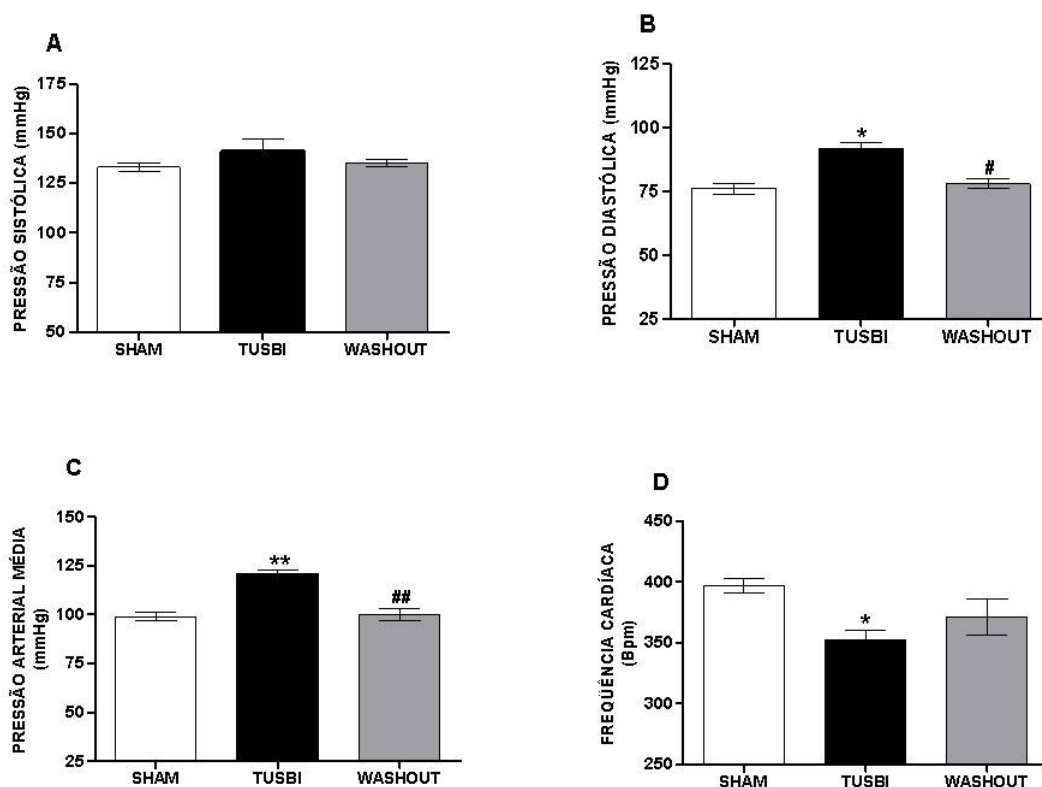 A
PRESSÃO SISTÓLICA (mmHg)
175
150
125
100
75
50
SHAM TUSBI WASHOUT
B
PRESSÃO DIASTÓLICA (mmHg)
125
100
75
50
25
*
#
SHAM TUSBI WASHOUT
C
PRESSÃO ARTERIAL MÉDIA
(mmHg)
150
125
100
75
50
25
**
##
SHAM TUSBI WASHOUT
D
FREQÜÊNCIA CARDÍACA
(Bpm)
450
400
350
300
250
*
SHAM TUSBI WASHOUT